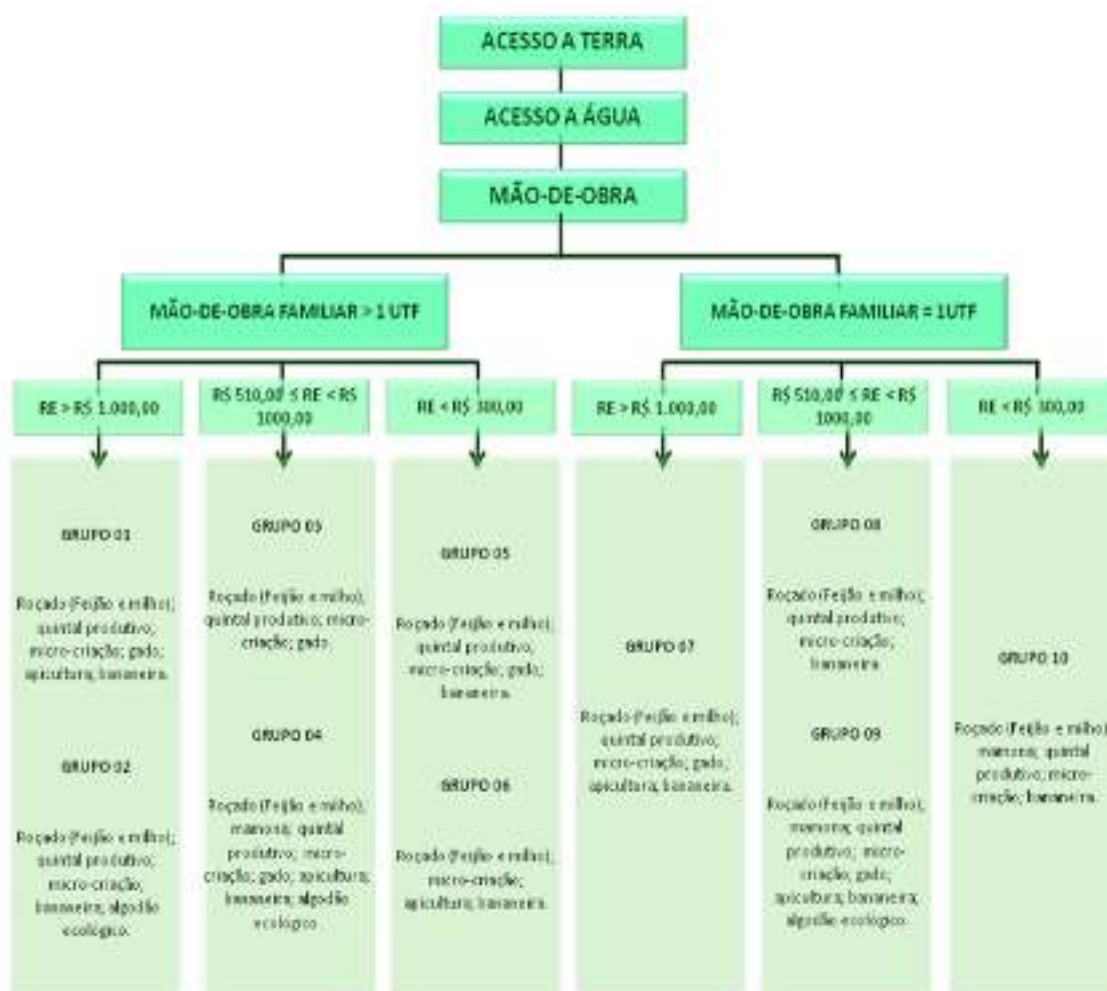 ACESSO A TERRA
ACESSO A ÁGUA
MÃO-DE-OBRA
MÃO-DE-OBRA FAMILIAR > 1 UTF
MÃO-DE-OBRA FAMILIAR = 1UTF
RE > R$ 1.000,00
R$ 510,00 ≤ RE < R$
1000,00
RE < R$ 300,00
RE > R$ 1.000,00
R$ 510,00 ≤ RE < R$
1000,00
RE < R$ 300,00
GRUPO 01
Roçado (Feijão e milho);
quintal produtivo;
micro-criação; gado;
apicultura; bananeira.
GRUPO 02
Roçado (Feijão e milho);
quintal produtivo;
micro-criação;
bananeira; algodão
ecológico.
GRUPO 03
Roçado (Feijão e milho);
quintal produtivo; micro-
criação; gado.
GRUPO 04
Roçado (Feijão e milho);
mamona; quintal
produtivo; micro-
criação; gado; apicultura;
bananeira; algodão
ecológico.
GRUPO 05
Roçado (Feijão e milho);
quintal produtivo;
micro-criação; gado;
bananeira.
GRUPO 06
Roçado (Feijão e milho);
micro-criação;
apicultura; bananeira.
GRUPO 07
Roçado (Feijão e milho);
quintal produtivo;
micro-criação; gado;
apicultura; bananeira.
GRUPO 08
Roçado (Feijão e milho);
quintal produtivo;
micro-criação;
bananeira
GRUPO 09
Roçado (Feijão e milho);
mamona; quintal
produtivo; micro-
criação; gado;
apicultura; bananeira;
algodão ecológico.
GRUPO 10
Roçado (Feijão e milho)
mamona; quintal
produtivo; micro-
criação; bananeira.